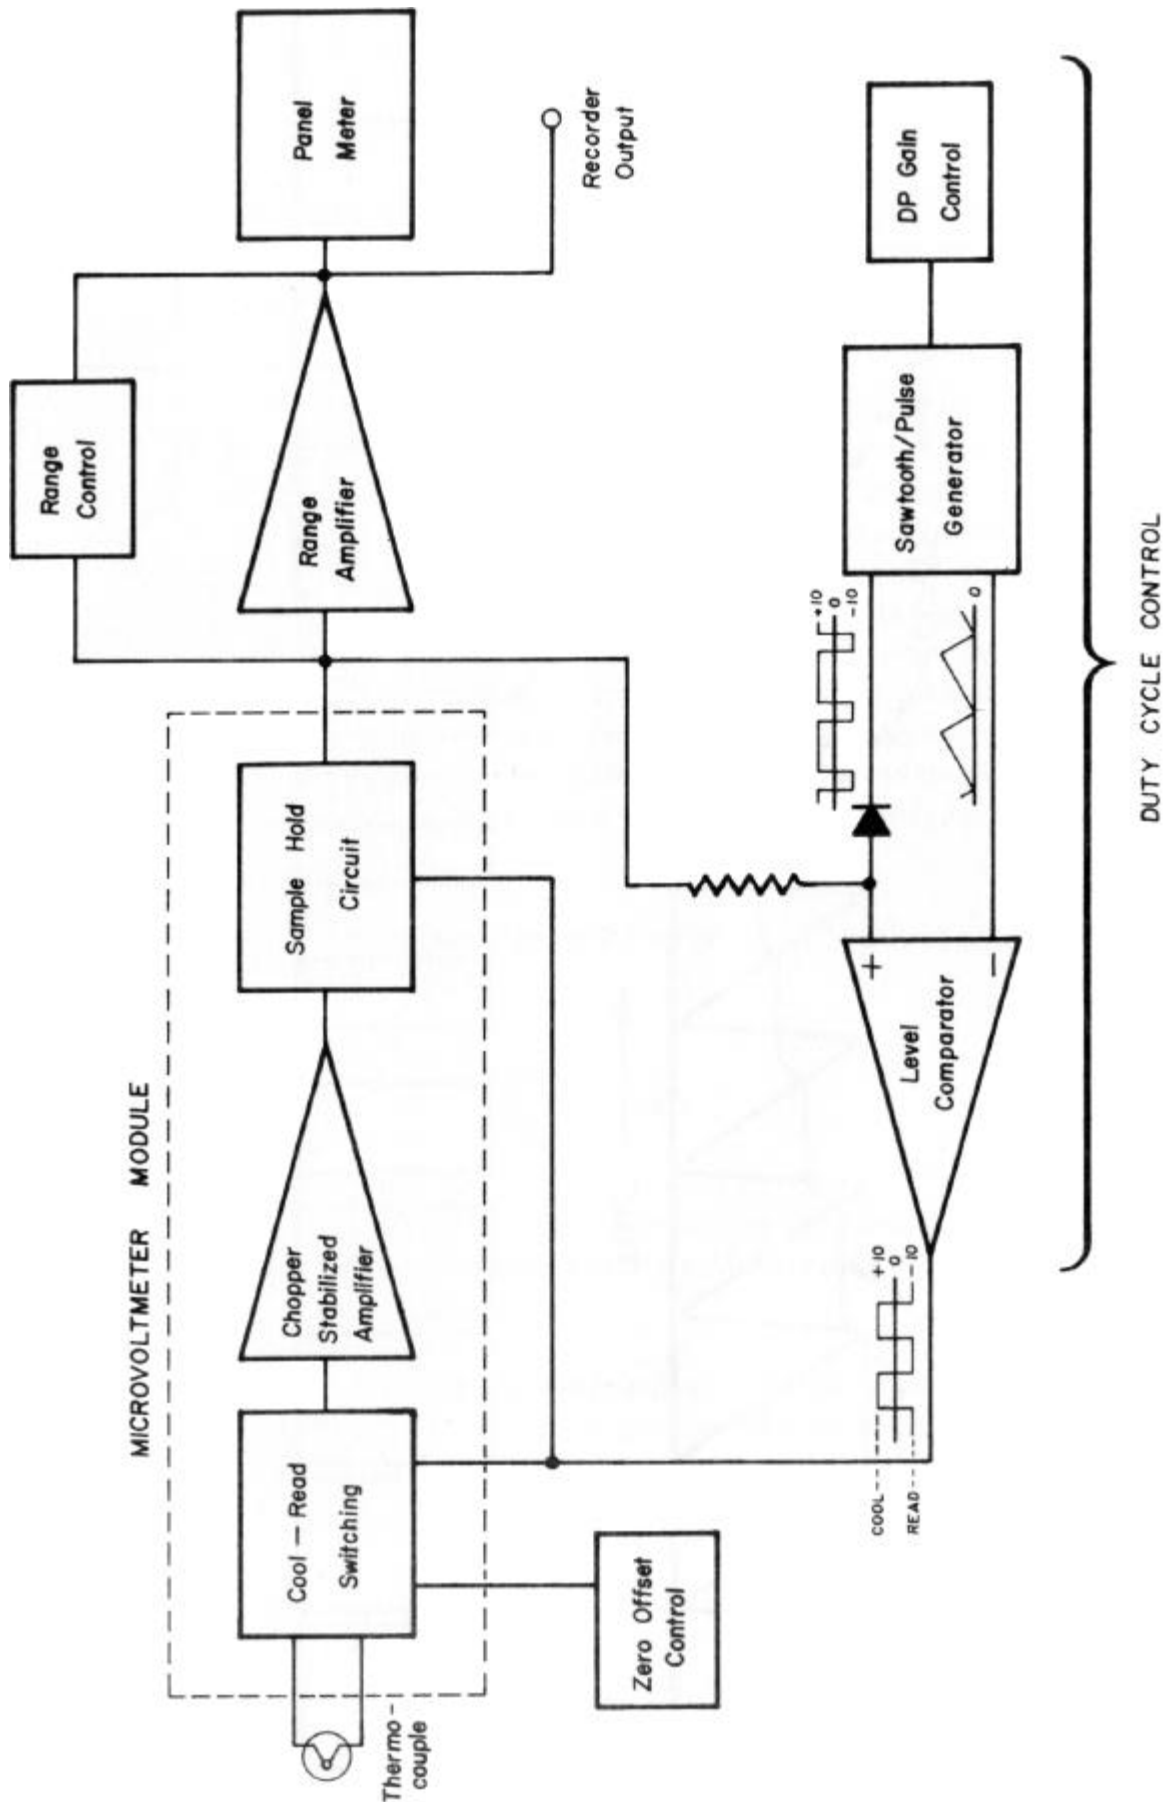 MICROVOLTMETER MODULE
Thermo-
couple
Cool — Read
Switching
Chopper
Stabilized
Amplifier
Sample Hold
Circuit
Range
Control
Range
Amplifier
Panel
Meter
Recorder
Output
Zero Offset
Control
COOL
READ
+10
0
-10
Level
Comparator
+
−
+10
0
-10
0
Sawtooth/Pulse
Generator
DP Gain
Control
DUTY CYCLE CONTROL